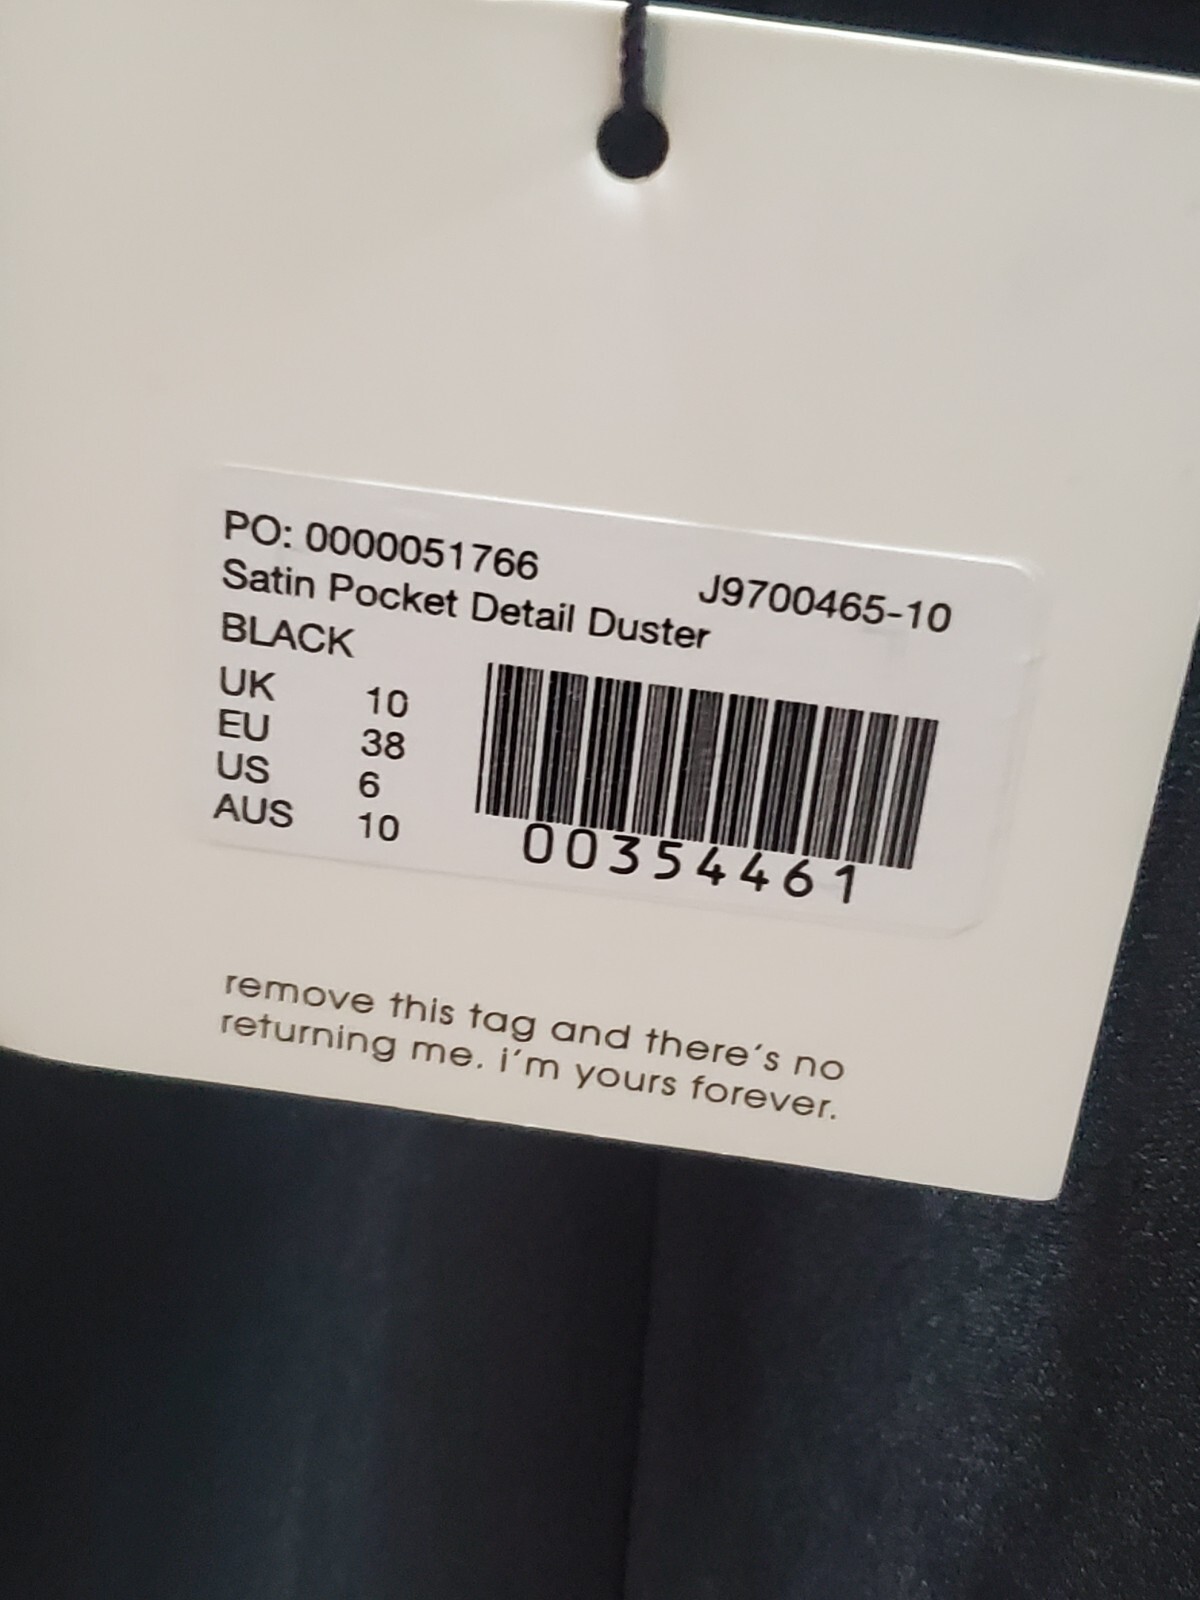 PO: 0000051766
J9700465-10
Satin Pocket Detail Duster
BLACK
UK 10
EU 38
US 6
AUS 10
00354461
remove this tag and there's no
returning me. i'm yours forever.